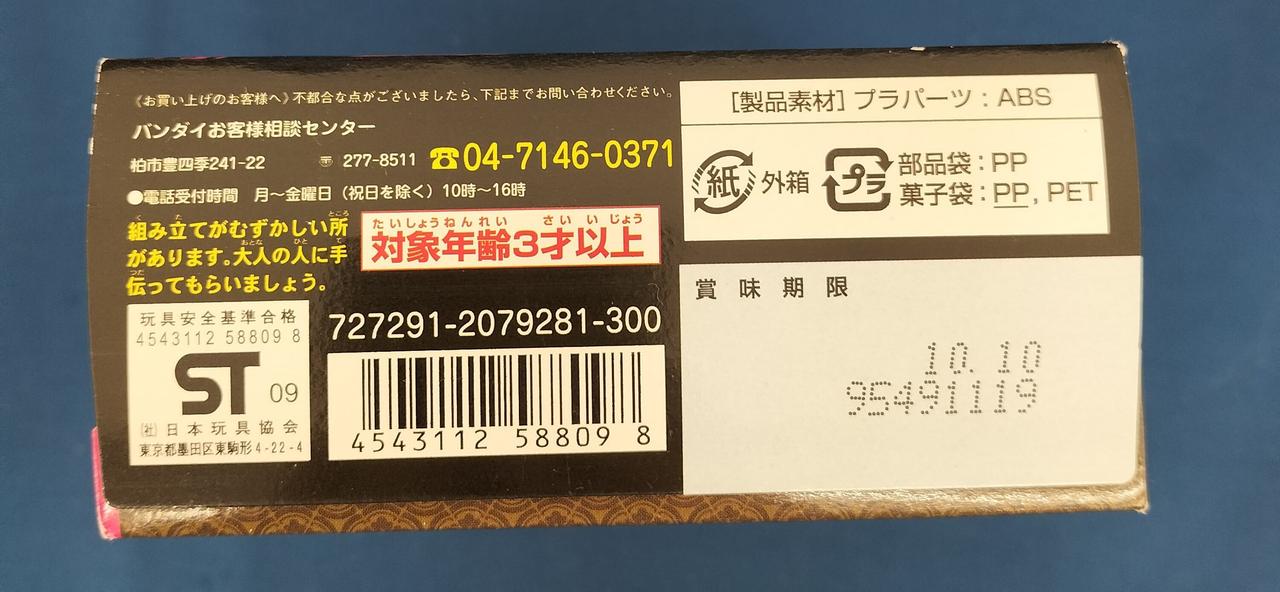 《お買い上げのお客様へ》不都合な点がございましたら、下記までお問い合わせください。
バンダイお客様相談センター
柏市豊四季241-22 〒 277-8511 ☎04-7146-0371
●電話受付時間 月〜金曜日（祝日を除く）10時〜16時
組み立てがむずかしい所
があります。大人の人に手
伝ってもらいましょう。
たいしょうねんれい さい いじょう
対象年齢3才以上
玩具安全基準合格
4543112 58809 8
ST 09
㈳日本玩具協会
東京都墨田区東駒形4-22-4
727291-2079281-300
4543112 58809 8
［製品素材］プラパーツ：ABS
紙 外箱
プラ 部品袋：PP
菓子袋：PP, PET
賞味期限
10. 10
95491119